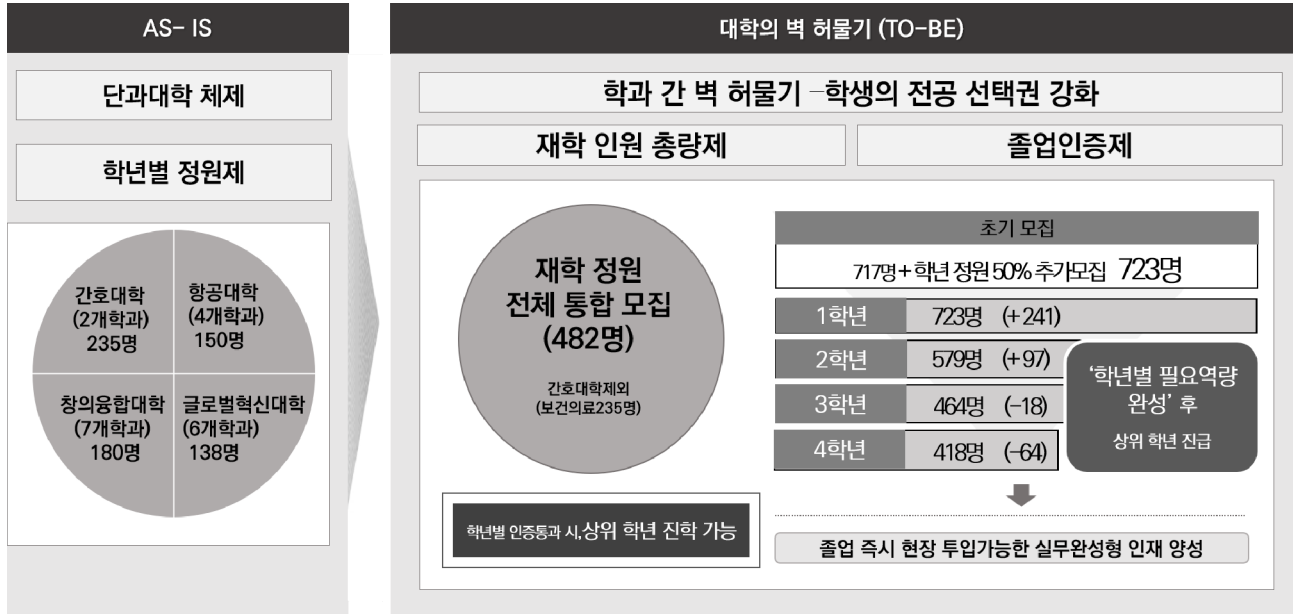 AS- IS
단과대학 체제
학년별 정원제
간호대학
(2개학과)
235명
항공대학
(4개학과)
150명
창의융합대학
(7개학과)
180명
글로벌혁신대학
(6개학과)
138명
대학의 벽 허물기 (TO-BE)
학과 간 벽 허물기 –학생의 전공 선택권 강화
재학 인원 총량제
졸업인증제
재학 정원
전체 통합 모집
(482명)
간호대학제외
(보건의료235명)
학년별 인증통과 시,상위 학년 진학 가능
초기 모집
717명+학년 정원 50% 추가모집 723명
1학년 723명 (+241)
2학년 579명 (+97)
3학년 464명 (-18)
4학년 418명 (-64)
‘학년별 필요역량
완성’ 후
상위 학년 진급
졸업 즉시 현장 투입가능한 실무완성형 인재 양성